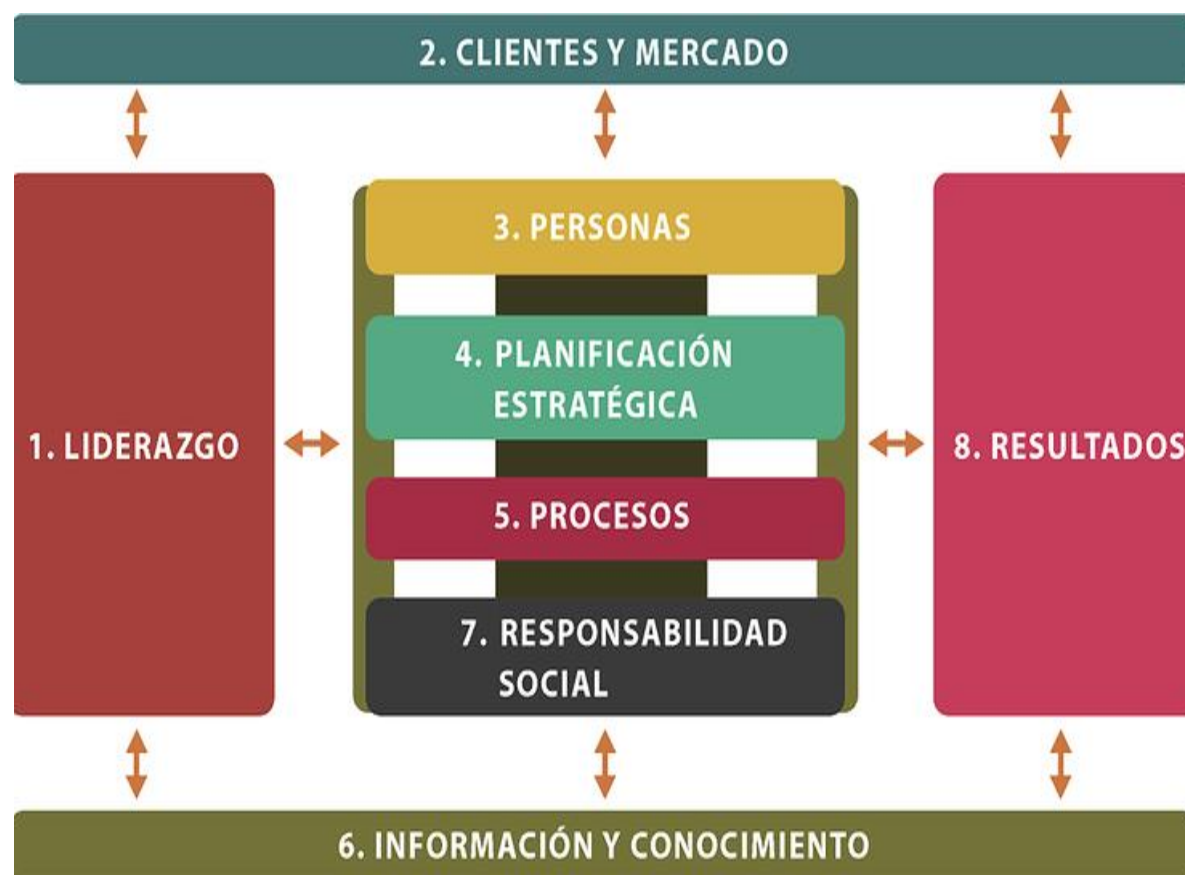 2. CLIENTES Y MERCADO
3. PERSONAS
4. PLANIFICACIÓN
ESTRATÉGICA
1. LIDERAZGO
8. RESULTADOS
5. PROCESOS
7. RESPONSABILIDAD
SOCIAL
6. INFORMACIÓN Y CONOCIMIENTO